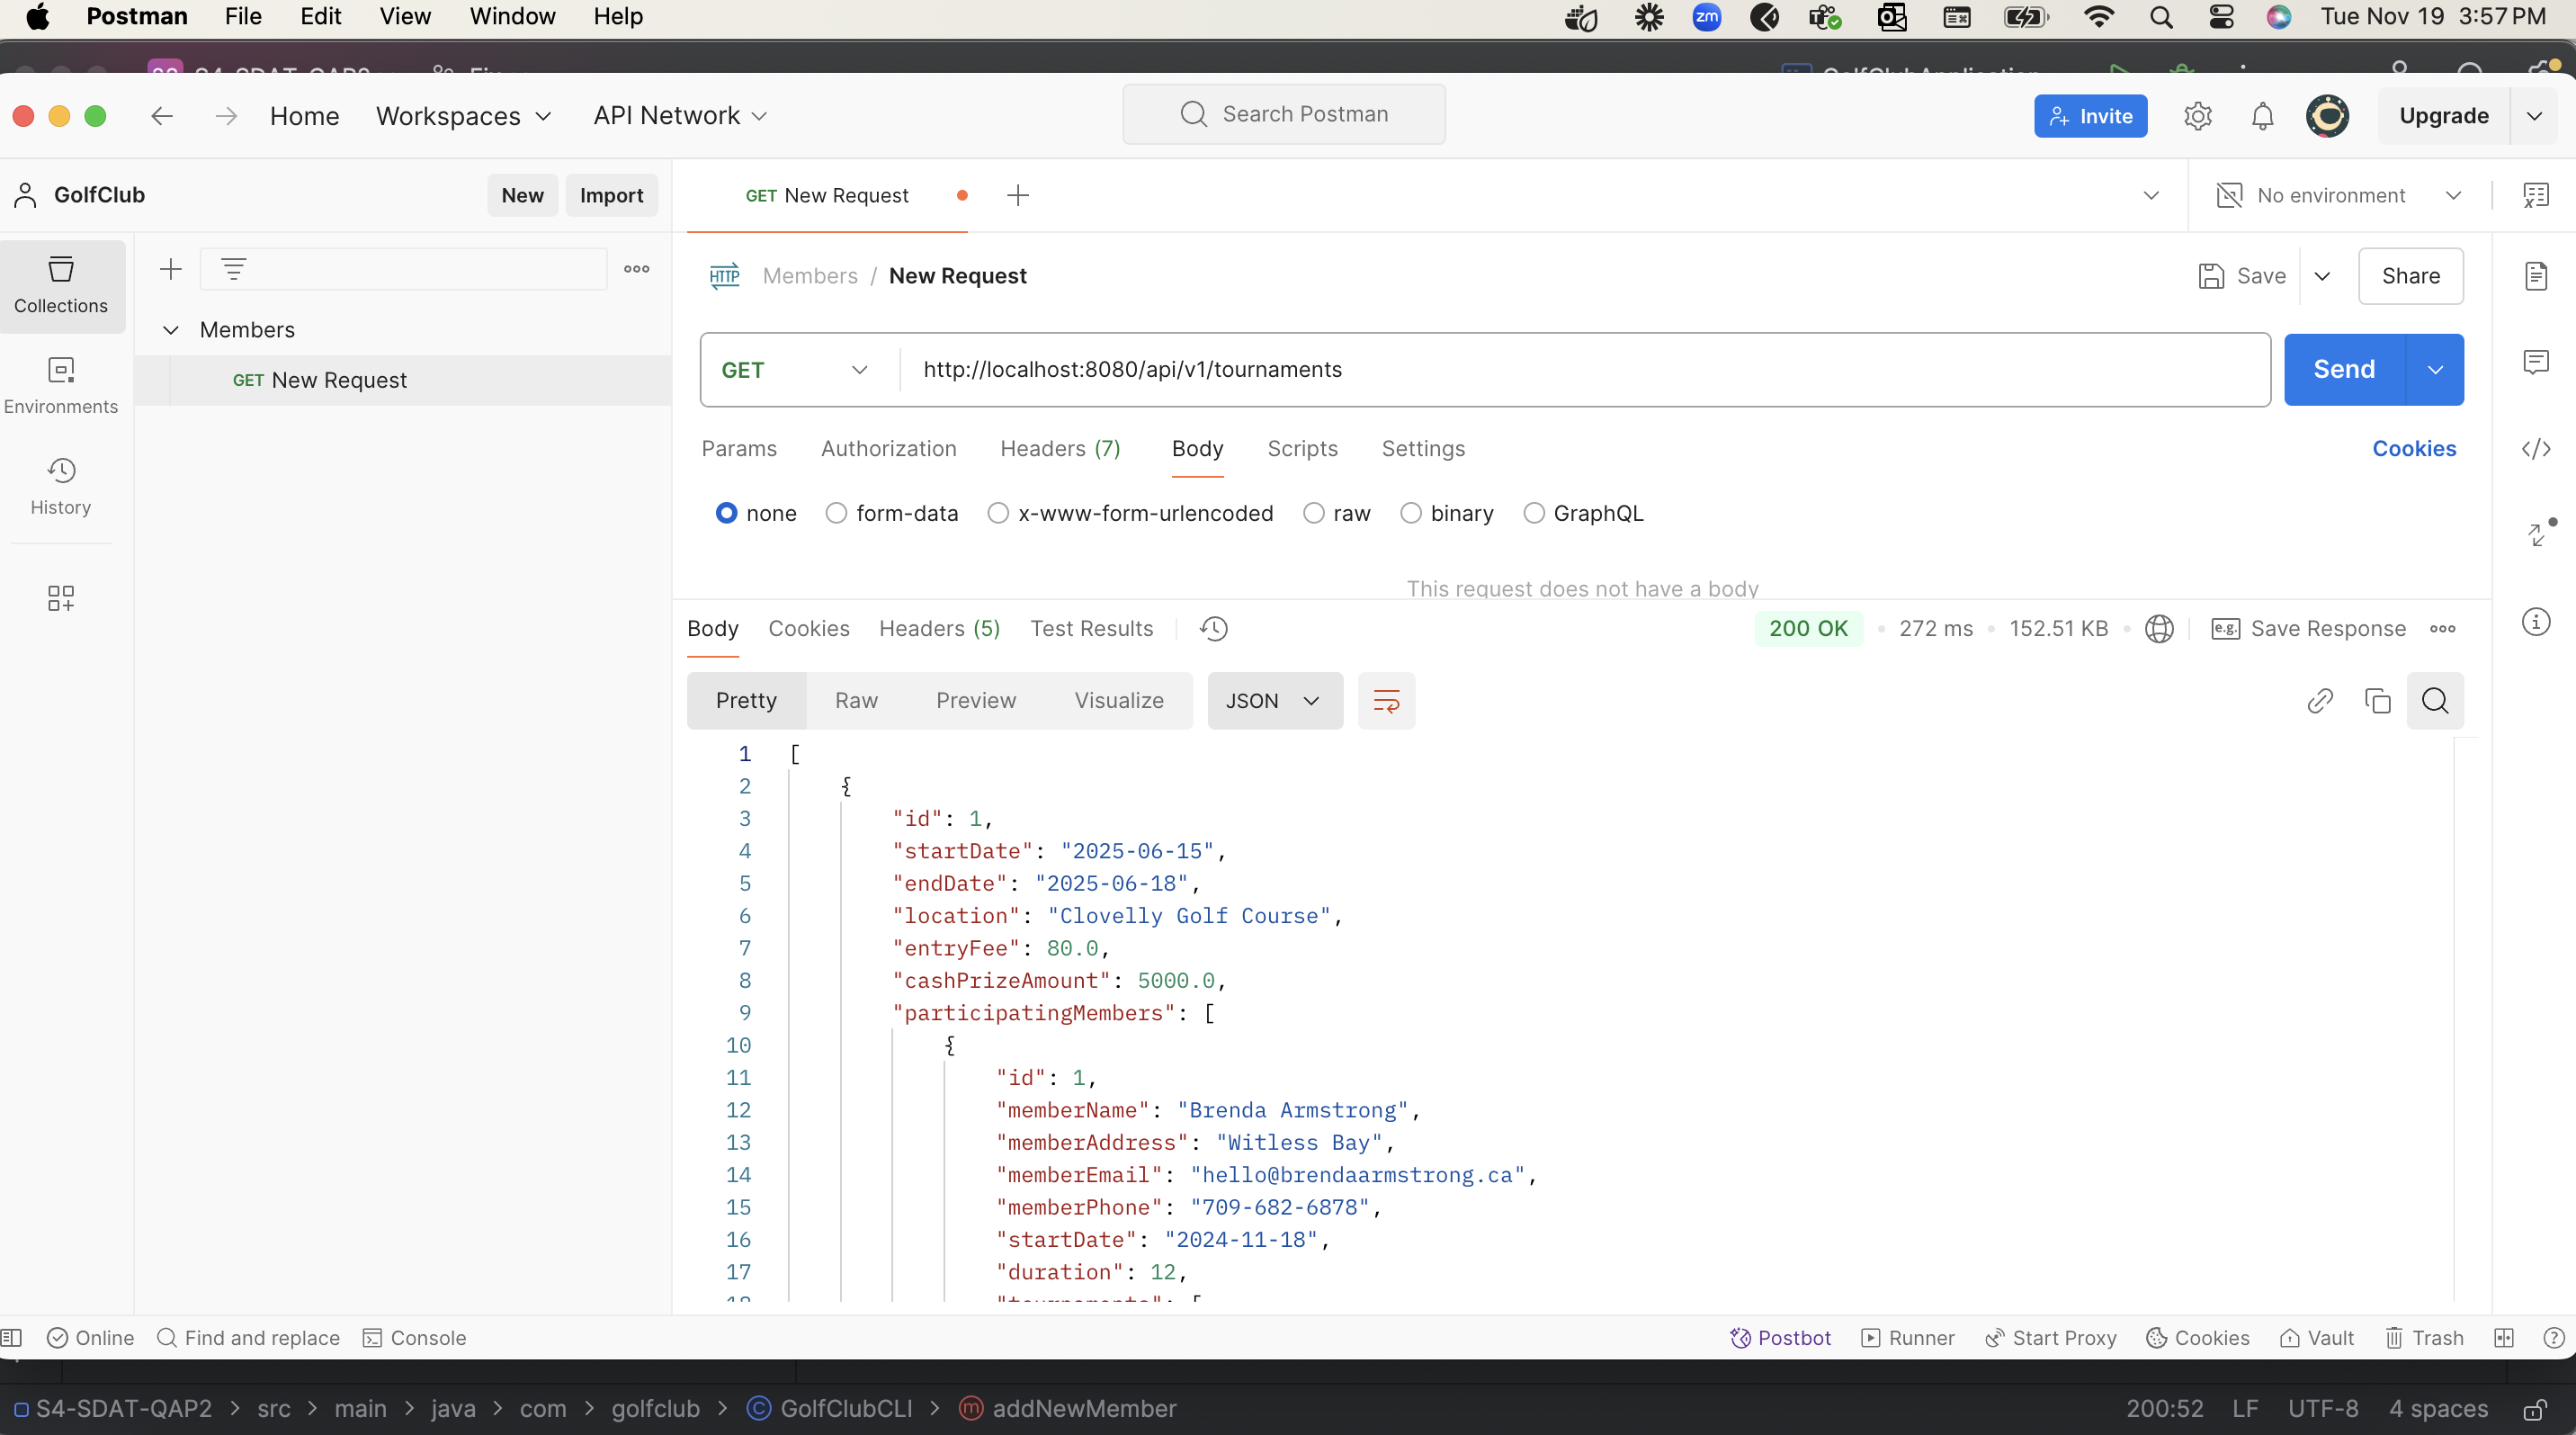 Postman File Edit View Window Help
zm
Tue Nov 19 3:57 PM
Home Workspaces API Network
Search Postman
Invite
Upgrade
GolfClub
New Import
GET New Request
No environment
Collections
Environments
History
Members
GET New Request
HTTP Members / New Request
Save Share
GET http://localhost:8080/api/v1/tournaments
Send
Params Authorization Headers (7) Body Scripts Settings
Cookies
none form-data x-www-form-urlencoded raw binary GraphQL
This request does not have a body
Body Cookies Headers (5) Test Results
200 OK • 272 ms • 152.51 KB • e.g. Save Response
Pretty Raw Preview Visualize JSON
1 [
2 {
3 "id": 1,
4 "startDate": "2025-06-15",
5 "endDate": "2025-06-18",
6 "location": "Clovelly Golf Course",
7 "entryFee": 80.0,
8 "cashPrizeAmount": 5000.0,
9 "participatingMembers": [
10 {
11 "id": 1,
12 "memberName": "Brenda Armstrong",
13 "memberAddress": "Witless Bay",
14 "memberEmail": "hello@brendaarmstrong.ca",
15 "memberPhone": "709-682-6878",
16 "startDate": "2024-11-18",
17 "duration": 12,
Online Find and replace Console
Postbot Runner Start Proxy Cookies Vault Trash
S4-SDAT-QAP2 > src > main > java > com > golfclub > GolfClubCLI > addNewMember
200:52 LF UTF-8 4 spaces